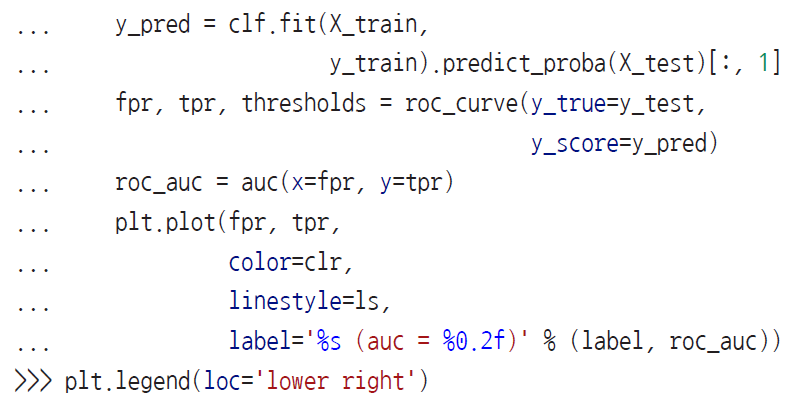 ...     y_pred = clf.fit(X_train,
...                      y_train).predict_proba(X_test)[:, 1]
...     fpr, tpr, thresholds = roc_curve(y_true=y_test,
...                                      y_score=y_pred)
...     roc_auc = auc(x=fpr, y=tpr)
...     plt.plot(fpr, tpr,
...              color=clr,
...              linestyle=ls,
...              label='%s (auc = %0.2f)' % (label, roc_auc))
>>> plt.legend(loc='lower right')